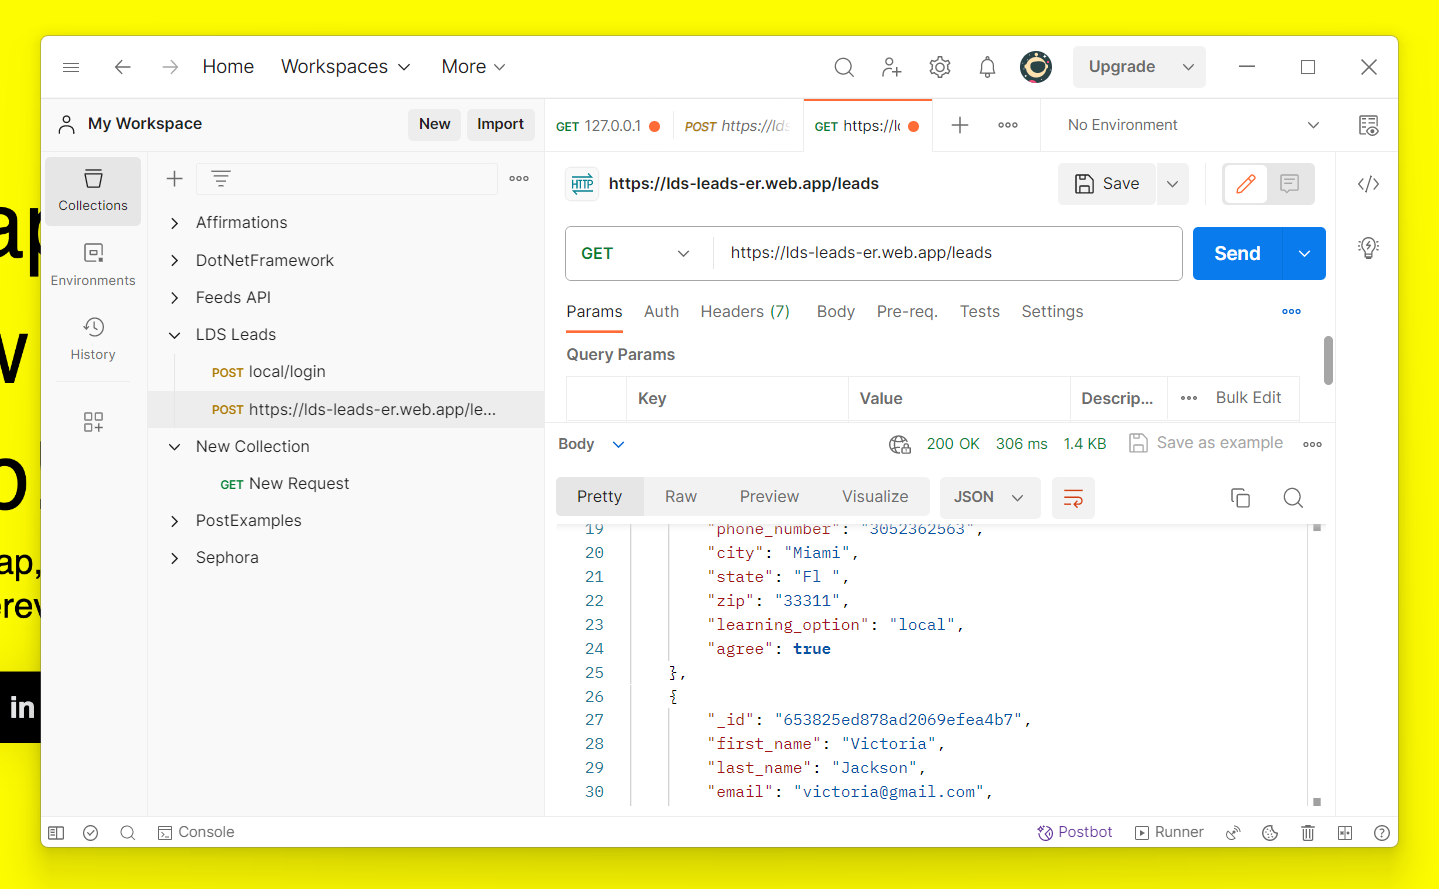 Home
Workspaces
More
Upgrade
My Workspace
New
Import
GET 127.0.0.1
POST https://lds
GET https://l
No Environment
Collections
Environments
History
Affirmations
DotNetFramework
Feeds API
LDS Leads
POST local/login
POST https://lds-leads-er.web.app/le...
New Collection
GET New Request
PostExamples
Sephora
HTTP
https://lds-leads-er.web.app/leads
Save
</>
GET
https://lds-leads-er.web.app/leads
Send
Params
Auth
Headers (7)
Body
Pre-req.
Tests
Settings
Query Params
Key
Value
Descrip...
Bulk Edit
Body
200 OK
306 ms
1.4 KB
Save as example
Pretty
Raw
Preview
Visualize
JSON
19 "phone_number": "3052362563",
20 "city": "Miami",
21 "state": "Fl ",
22 "zip": "33311",
23 "learning_option": "local",
24 "agree": true
25 },
26 {
27 "_id": "653825ed878ad2069efea4b7",
28 "first_name": "Victoria",
29 "last_name": "Jackson",
30 "email": "victoria@gmail.com",
Console
Postbot
Runner
in